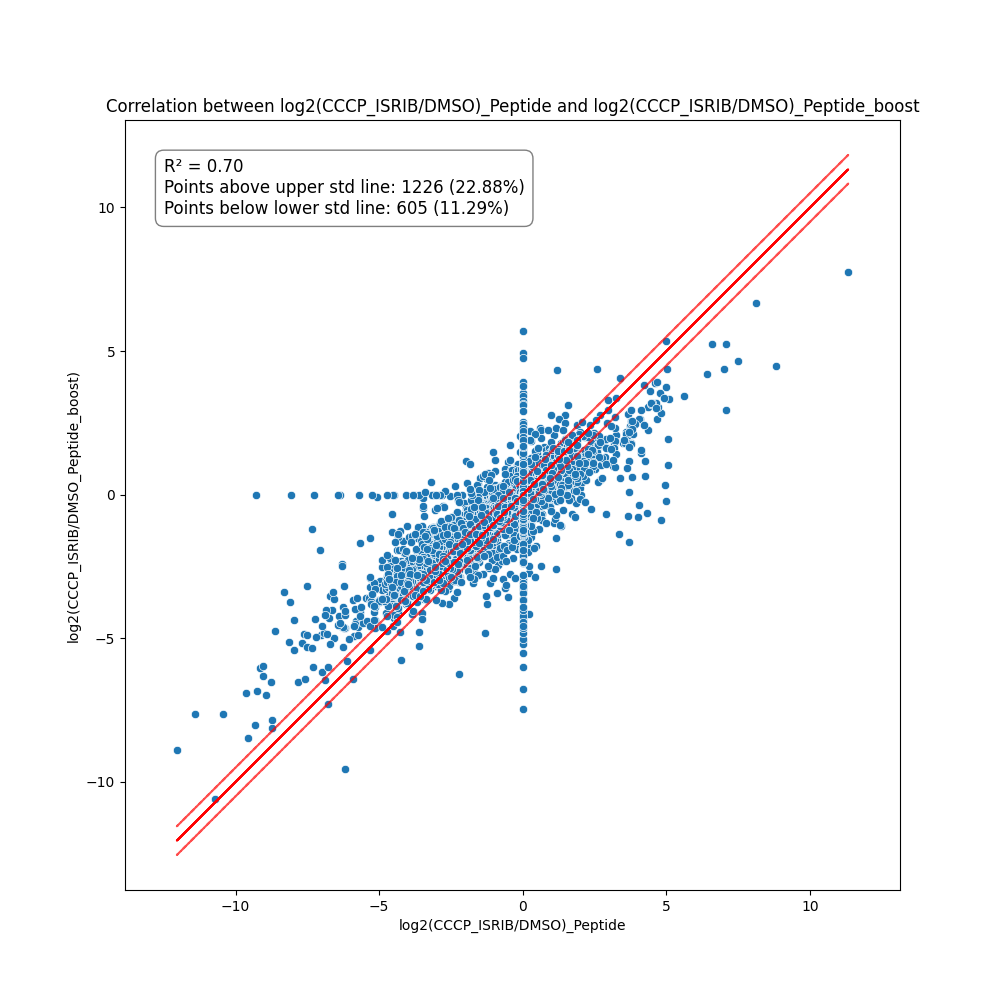 Correlation between log2(CCCP_ISRIB/DMSO)_Peptide and log2(CCCP_ISRIB/DMSO)_Peptide_boost
R² = 0.70
Points above upper std line: 1226 (22.88%)
Points below lower std line: 605 (11.29%)
log2(CCCP_ISRIB/DMSO_Peptide_boost)
10
5
0
−5
−10
−10
−5
0
5
10
log2(CCCP_ISRIB/DMSO)_Peptide